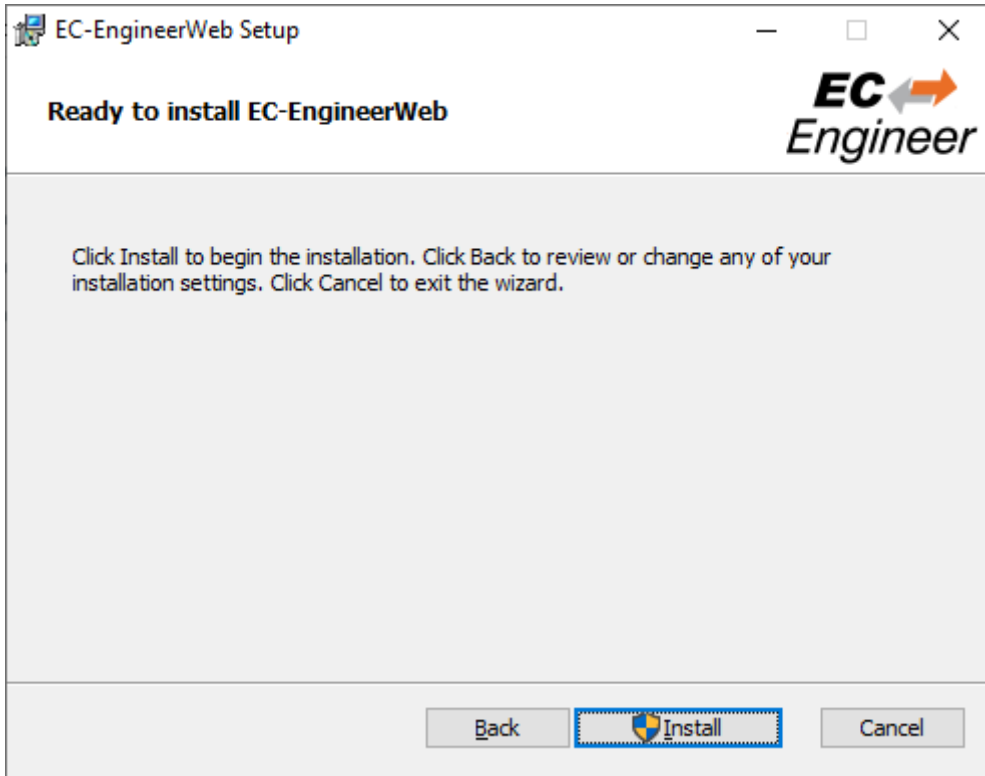 EC-EngineerWeb Setup
Ready to install EC-EngineerWeb
EC
Engineer
Click Install to begin the installation. Click Back to review or change any of your
installation settings. Click Cancel to exit the wizard.
Back
Install
Cancel